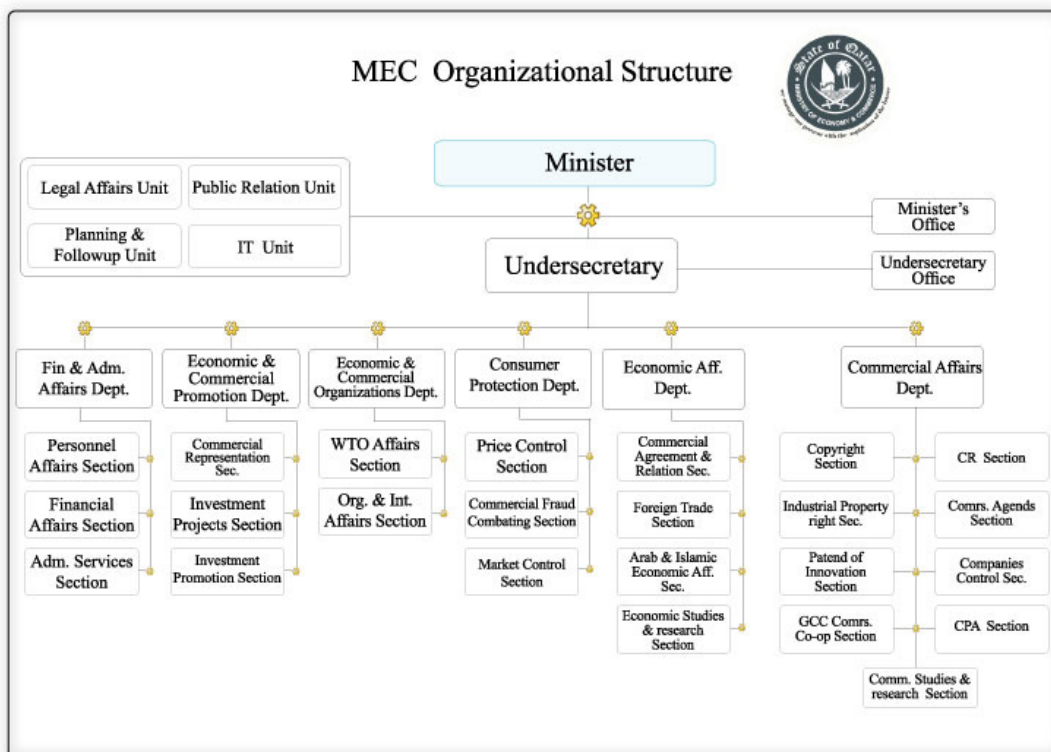 MEC Organizational Structure
State of Qatar
MINISTRY OF ECONOMY & COMMERCE
Minister
Legal Affairs Unit
Public Relation Unit
Planning &
Followup Unit
IT Unit
Minister's
Office
Undersecretary
Undersecretary
Office
Fin & Adm.
Affairs Dept.
Economic &
Commercial
Promotion Dept.
Economic &
Commercial
Organizations Dept.
Consumer
Protection Dept.
Economic Aff.
Dept.
Commercial Affairs
Dept.
Personnel
Affairs Section
Financial
Affairs Section
Adm. Services
Section
Commercial
Representation
Sec.
Investment
Projects Section
Investment
Promotion Section
WTO Affairs
Section
Org. & Int.
Affairs Section
Price Control
Section
Commercial Fraud
Combating Section
Market Control
Section
Commercial
Agreement &
Relation Sec.
Foreign Trade
Section
Arab & Islamic
Economic Aff.
Sec.
Economic Studies
& research
Section
Copyright
Section
CR Section
Industrial Property
right Sec.
Comrs. Agends
Section
Patend of
Innovation
Section
Companies
Control Sec.
GCC Comrs.
Co-op Section
CPA Section
Comm. Studies &
research Section